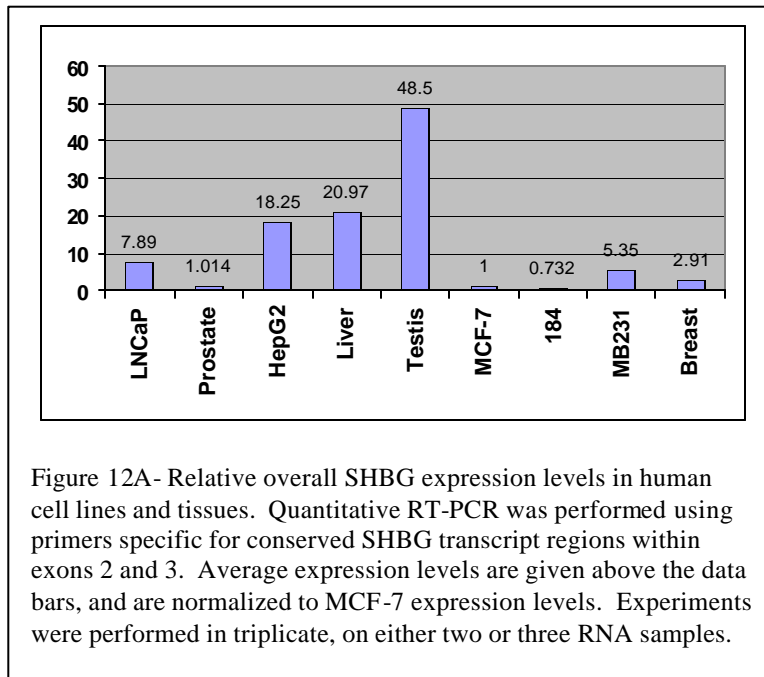 60
50
40
30
20
10
0
7.89
1.014
18.25
20.97
48.5
1
0.732
5.35
2.91
LNCaP
Prostate
HepG2
Liver
Testis
MCF-7
184
MB231
Breast
Figure 12A- Relative overall SHBG expression levels in human
cell lines and tissues.  Quantitative RT-PCR was performed using
primers specific for conserved SHBG transcript regions within
exons 2 and 3.  Average expression levels are given above the data
bars, and are normalized to MCF-7 expression levels.  Experiments
were performed in triplicate, on either two or three RNA samples.